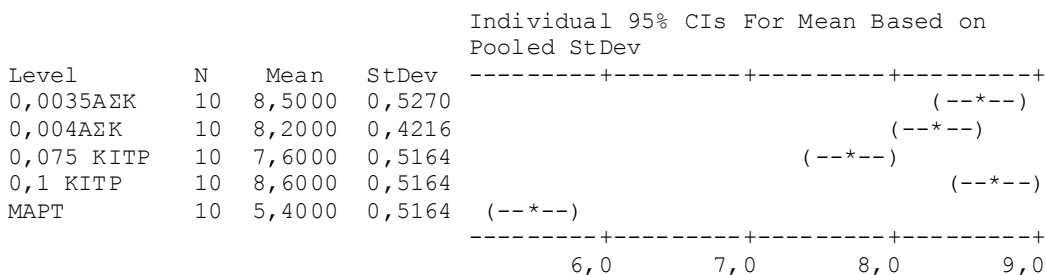 Individual 95% CIs For Mean Based on
Pooled StDev
Level N Mean StDev ---------+---------+---------+---------+
0,0035ΑΣΚ 10 8,5000 0,5270 (--*--)
0,004ΑΣΚ 10 8,2000 0,4216 (--*--)
0,075 ΚΙΤΡ 10 7,6000 0,5164 (--*--)
0,1 ΚΙΤΡ 10 8,6000 0,5164 (--*--)
ΜΑΡΤ 10 5,4000 0,5164 (--*--)
---------+---------+---------+---------+
6,0 7,0 8,0 9,0